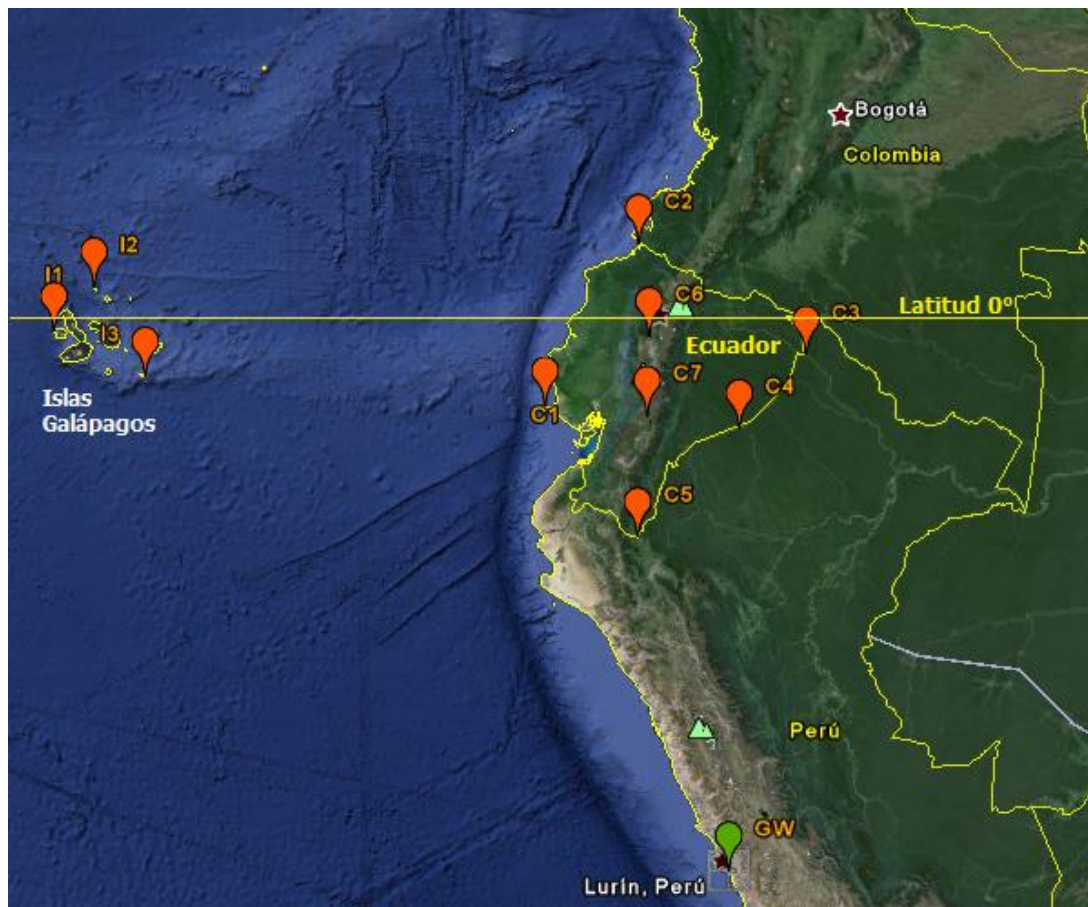 Bogotá
Colombia
C2
I2
I1
C6
Latitud 0º
C3
I3
Ecuador
C7
C4
Islas
Galápagos
C1
C5
Perú
GW
Lurín, Perú